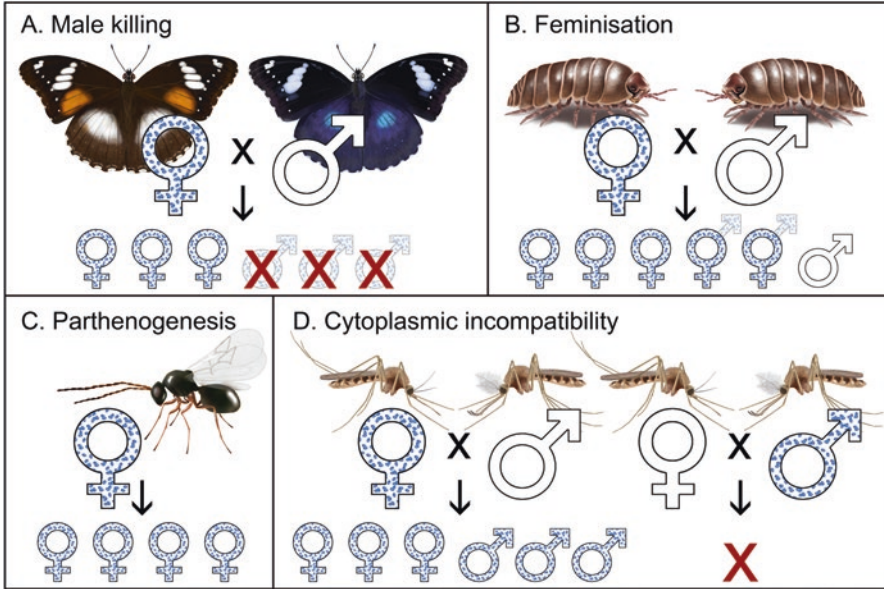 A. Male killing
B. Feminisation
X
X
X X X
C. Parthenogenesis
D. Cytoplasmic incompatibility
X
X
X